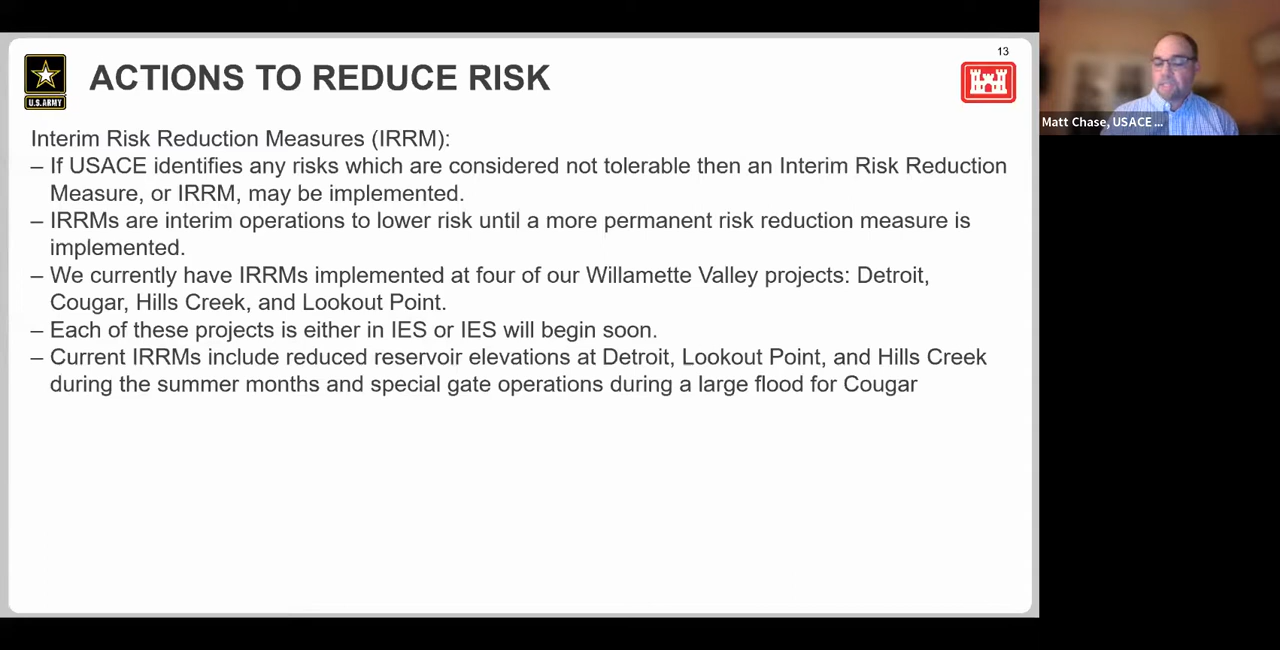 13
ACTIONS TO REDUCE RISK
U.S.ARMY
Interim Risk Reduction Measures (IRRM):
– If USACE identifies any risks which are considered not tolerable then an Interim Risk Reduction
Measure, or IRRM, may be implemented.
– IRRMs are interim operations to lower risk until a more permanent risk reduction measure is
implemented.
– We currently have IRRMs implemented at four of our Willamette Valley projects: Detroit,
Cougar, Hills Creek, and Lookout Point.
– Each of these projects is either in IES or IES will begin soon.
– Current IRRMs include reduced reservoir elevations at Detroit, Lookout Point, and Hills Creek
during the summer months and special gate operations during a large flood for Cougar
Matt Chase, USACE ...